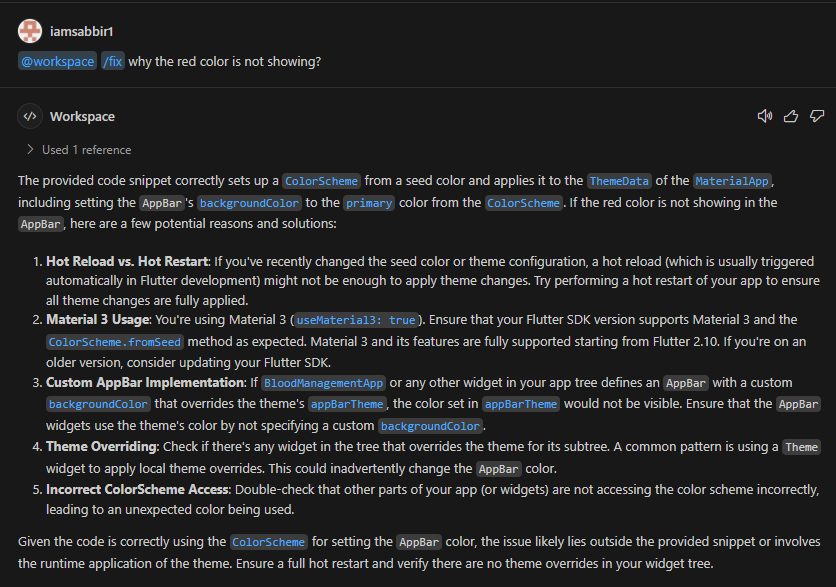 iamsabbir1
@workspace /fix why the red color is not showing?
Workspace
Used 1 reference
The provided code snippet correctly sets up a ColorScheme from a seed color and applies it to the ThemeData of the MaterialApp,
including setting the AppBar's backgroundColor to the primary color from the ColorScheme. If the red color is not showing in the
AppBar, here are a few potential reasons and solutions:
1. Hot Reload vs. Hot Restart: If you've recently changed the seed color or theme configuration, a hot reload (which is usually triggered
automatically in Flutter development) might not be enough to apply theme changes. Try performing a hot restart of your app to ensure
all theme changes are fully applied.
2. Material 3 Usage: You're using Material 3 (useMaterial3: true). Ensure that your Flutter SDK version supports Material 3 and the
ColorScheme.fromSeed method as expected. Material 3 and its features are fully supported starting from Flutter 2.10. If you're on an
older version, consider updating your Flutter SDK.
3. Custom AppBar Implementation: If BloodManagementApp or any other widget in your app tree defines an AppBar with a custom
backgroundColor that overrides the theme's appBarTheme, the color set in appBarTheme would not be visible. Ensure that the AppBar
widgets use the theme's color by not specifying a custom backgroundColor.
4. Theme Overriding: Check if there's any widget in the tree that overrides the theme for its subtree. A common pattern is using a Theme
widget to apply local theme overrides. This could inadvertently change the AppBar color.
5. Incorrect ColorScheme Access: Double-check that other parts of your app (or widgets) are not accessing the color scheme incorrectly,
leading to an unexpected color being used.
Given the code is correctly using the ColorScheme for setting the AppBar color, the issue likely lies outside the provided snippet or involves
the runtime application of the theme. Ensure a full hot restart and verify there are no theme overrides in your widget tree.